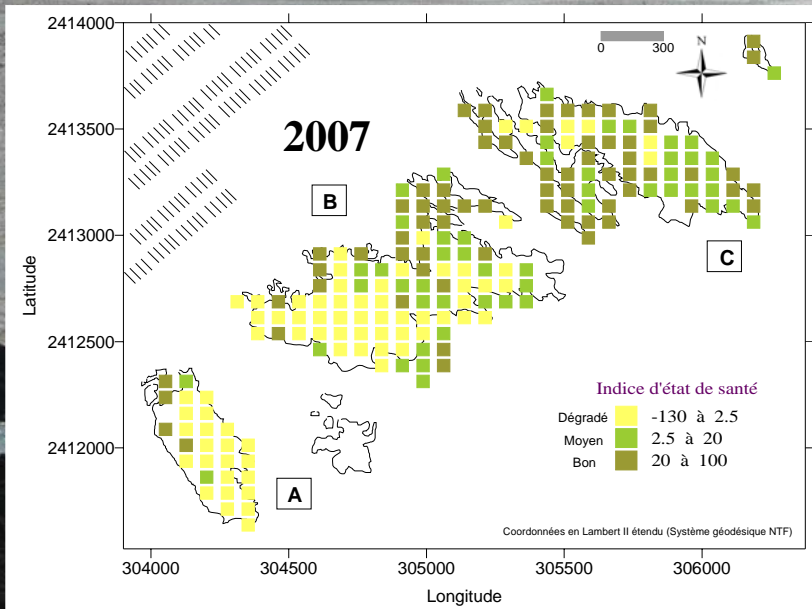 2414000
2413500
2413000
2412500
2412000
Latitude
304000 304500 305000 305500 306000
Longitude
0 300
N
2007
B
C
A
Indice d'état de santé
Dégradé -130 à 2.5
Moyen 2.5 à 20
Bon 20 à 100
Coordonnées en Lambert II étendu (Système géodésique NTF)